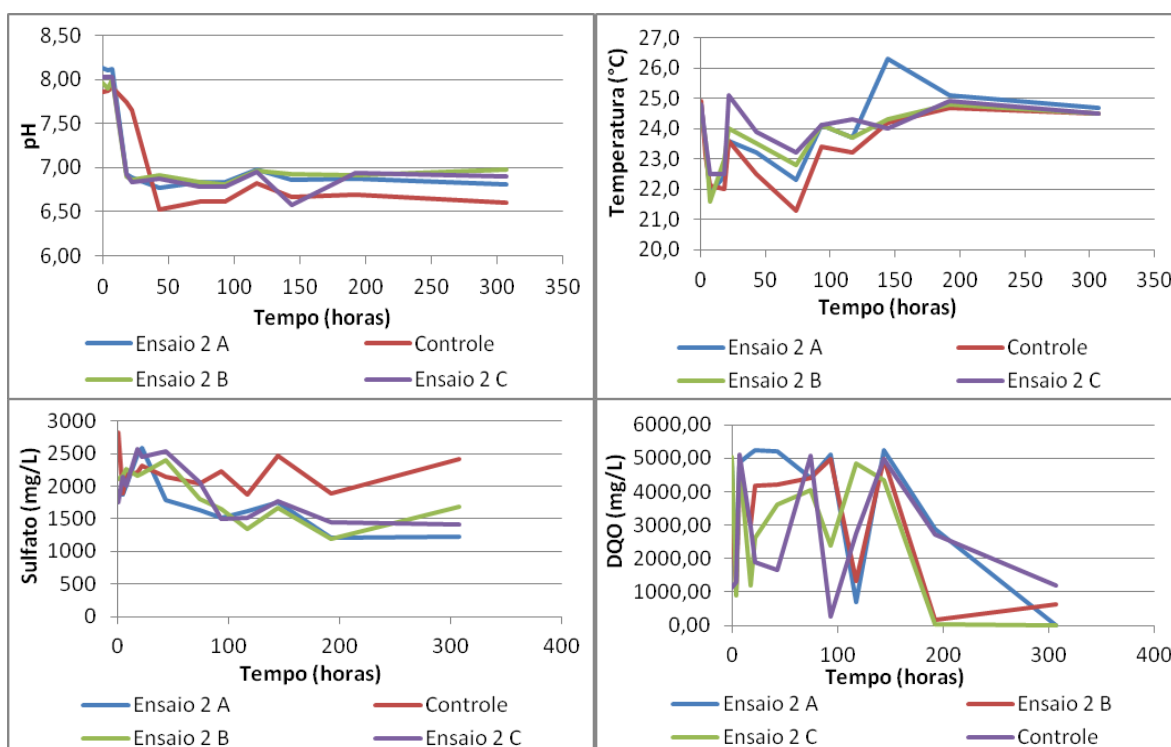 8,50
8,00
7,50
7,00
6,50
6,00
pH
0 50 100 150 200 250 300 350
Tempo (horas)
Ensaio 2 A Controle
Ensaio 2 B Ensaio 2 C
27,0
26,0
25,0
24,0
23,0
22,0
21,0
20,0
Temperatura (°C)
0 50 100 150 200 250 300 350
Tempo (horas)
Ensaio 2 A Controle
Ensaio 2 B Ensaio 2 C
3000
2500
2000
1500
1000
500
0
Sulfato (mg/L)
0 100 200 300 400
Tempo (horas)
Ensaio 2 A Controle
Ensaio 2 B Ensaio 2 C
6000,00
5000,00
4000,00
3000,00
2000,00
1000,00
0,00
DQO (mg/L)
0 100 200 300 400
Tempo (horas)
Ensaio 2 A Ensaio 2 B
Ensaio 2 C Controle